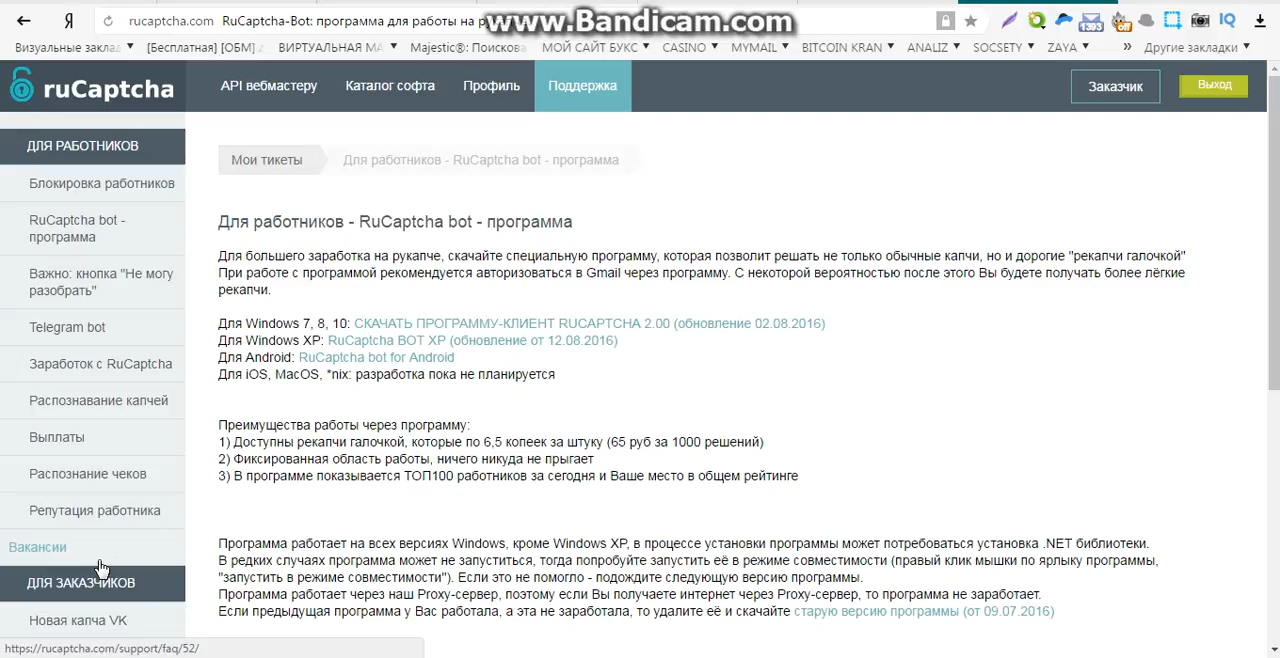 rucaptcha.com RuCaptcha-Bot: программа для работы на р
www.Bandicam.com
1393
off
IQ
Визуальные заклад
[Бесплатная] [ОБМ]
ВИРТУАЛЬНАЯ МА
Majestic®: Поискова
МОЙ САЙТ БУКС
CASINO
MYMAIL
BITCOIN KRAN
ANALIZ
SOCSETY
ZAYA
»
Другие закладки
ruCaptcha
API вебмастеру
Каталог софта
Профиль
Поддержка
Заказчик
Выход
ДЛЯ РАБОТНИКОВ
Блокировка работников
RuCaptcha bot -
программа
Важно: кнопка "Не могу
разобрать"
Telegram bot
Заработок с RuCaptcha
Распознавание капчей
Выплаты
Распознание чеков
Репутация работника
Вакансии
ДЛЯ ЗАКАЗЧИКОВ
Новая капча VK
Мои тикеты
Для работников - RuCaptcha bot - программа
Для работников - RuCaptcha bot - программа
Для большего заработка на рукапче, скачайте специальную программу, которая позволит решать не только обычные капчи, но и дорогие "рекапчи галочкой"
При работе с программой рекомендуется авторизоваться в Gmail через программу. С некоторой вероятностью после этого Вы будете получать более лёгкие
рекапчи.
Для Windows 7, 8, 10: СКАЧАТЬ ПРОГРАММУ-КЛИЕНТ RUCAPTCHA 2.00 (обновление 02.08.2016)
Для Windows XP: RuCaptcha BOT XP (обновление от 12.08.2016)
Для Android: RuCaptcha bot for Android
Для iOS, MacOS, *nix: разработка пока не планируется
Преимущества работы через программу:
1) Доступны рекапчи галочкой, которые по 6,5 копеек за штуку (65 руб за 1000 решений)
2) Фиксированная область работы, ничего никуда не прыгает
3) В программе показывается ТОП100 работников за сегодня и Ваше место в общем рейтинге
Программа работает на всех версиях Windows, кроме Windows XP, в процессе установки программы может потребоваться установка .NET библиотеки.
В редких случаях программа может не запуститься, тогда попробуйте запустить её в режиме совместимости (правый клик мышки по ярлыку программы,
"запустить в режиме совместимости"). Если это не помогло - подождите следующую версию программы.
Программа работает через наш Proxy-сервер, поэтому если Вы получаете интернет через Proxy-сервер, то программа не заработает.
Если предыдущая программа у Вас работала, а эта не заработала, то удалите её и скачайте старую версию программы (от 09.07.2016)
https://rucaptcha.com/support/faq/52/